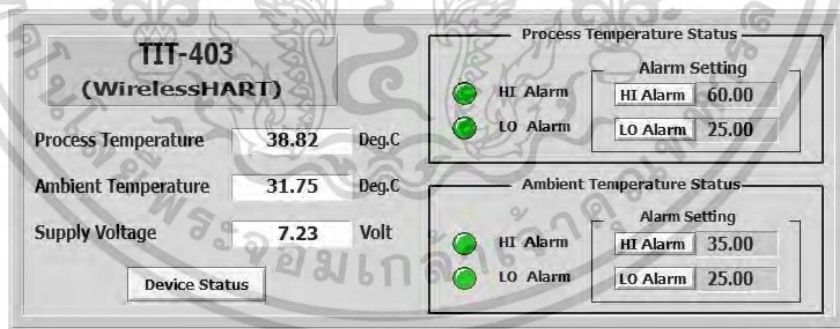 TIT-403
(WirelessHART)
Process Temperature 38.82 Deg.C
Ambient Temperature 31.75 Deg.C
Supply Voltage 7.23 Volt
Device Status
Process Temperature Status
Alarm Setting
HI Alarm HI Alarm 60.00
LO Alarm LO Alarm 25.00
Ambient Temperature Status
Alarm Setting
HI Alarm HI Alarm 35.00
LO Alarm LO Alarm 25.00